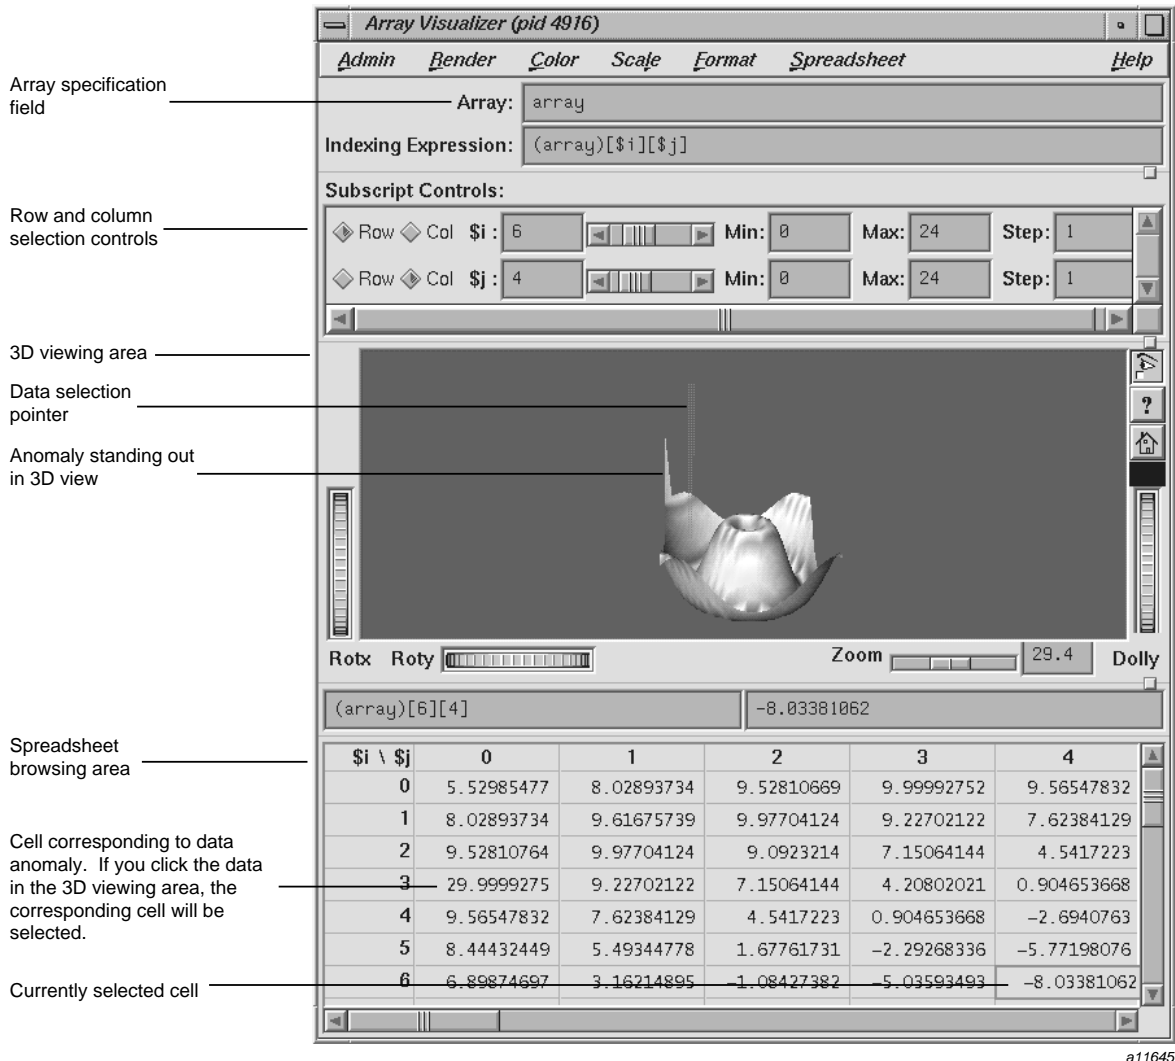 Array Visualizer (pid 4916)
Admin Render Color Scale Format Spreadsheet Help
Array specification
field
Array: array
Indexing Expression: (array)[$i][$j]
Subscript Controls:
Row and column
selection controls
Row Col $i : 6 Min: 0 Max: 24 Step: 1
Row Col $j : 4 Min: 0 Max: 24 Step: 1
3D viewing area
Data selection
pointer
?
Anomaly standing out
in 3D view
Rotx Roty Zoom 29.4 Dolly
(array)[6][4] -8.03381062
Spreadsheet
browsing area
$i \ $j 0 1 2 3 4
0 5.52985477 8.02893734 9.52810669 9.99992752 9.56547832
1 8.02893734 9.61675739 9.97704124 9.22702122 7.62384129
2 9.52810764 9.97704124 9.0923214 7.15064144 4.5417223
Cell corresponding to data
anomaly. If you click the data
in the 3D viewing area, the
corresponding cell will be
selected.
3 29.9999275 9.22702122 7.15064144 4.20802021 0.904653668
4 9.56547832 7.62384129 4.5417223 0.904653668 -2.6940763
5 8.44432449 5.49344778 1.67761731 -2.29268336 -5.77198076
6 6.89874697 3.16214895 -1.08427382 -5.03593493 -8.03381062
Currently selected cell
a11645